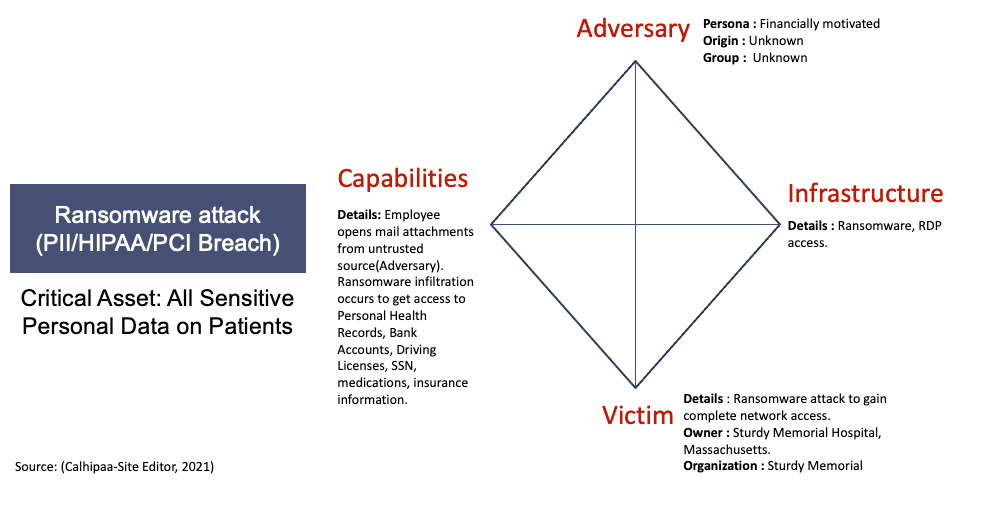 Adversary
Persona : Financially motivated
Origin : Unknown
Group :  Unknown
Capabilities
Details: Employee
opens mail attachments
from untrusted
source(Adversary).
Ransomware infiltration
occurs to get access to
Personal Health
Records, Bank
Accounts, Driving
Licenses, SSN,
medications, insurance
information.
Infrastructure
Details : Ransomware, RDP
access.
Ransomware attack
(PII/HIPAA/PCI Breach)
Critical Asset: All Sensitive
Personal Data on Patients
Victim
Details : Ransomware attack to gain
complete network access.
Owner : Sturdy Memorial Hospital,
Massachusetts.
Organization : Sturdy Memorial
Source: (Calhipaa-Site Editor, 2021)